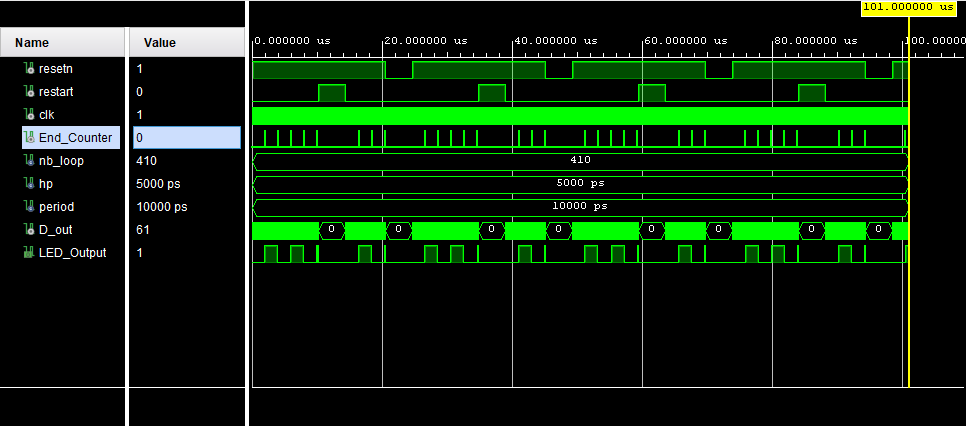 101.000000 us
Name Value
0.000000 us 20.000000 us 40.000000 us 60.000000 us 80.000000 us 100.00000
resetn 1
restart 0
clk 1
End_Counter 0
nb_loop 410 410
hp 5000 ps 5000 ps
period 10000 ps 10000 ps
D_out 61 0 0 0 0 0 0 0 0
LED_Output 1